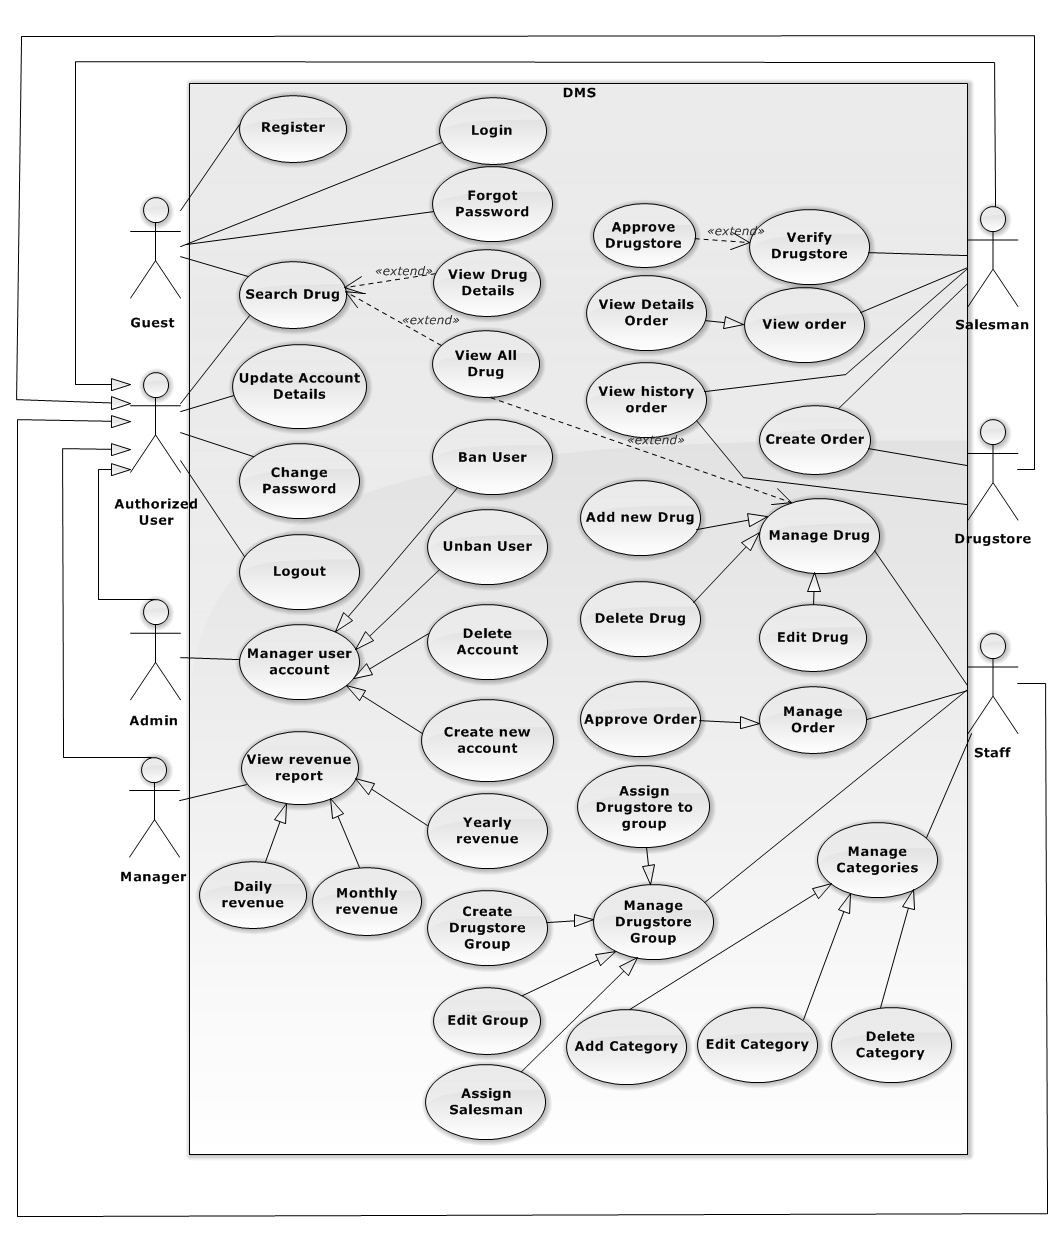 DMS
Register
Login
Forgot
Password
Guest
Search Drug
«extend»
View Drug
Details
«extend»
View All
Drug
Approve
Drugstore
«extend»
Verify
Drugstore
View Details
Order
View order
Salesman
Update Account
Details
View history
order
Create Order
«extend»
Authorized
User
Change
Password
Ban User
Unban User
Add new Drug
Manage Drug
Drugstore
Logout
Delete Drug
Edit Drug
Manager user
account
Delete
Account
Admin
Create new
account
Approve Order
Manage
Order
Staff
View revenue
report
Manager
Yearly
revenue
Assign
Drugstore to
group
Manage
Categories
Daily
revenue
Monthly
revenue
Create
Drugstore
Group
Manage
Drugstore
Group
Edit Group
Add Category
Edit Category
Delete
Category
Assign
Salesman